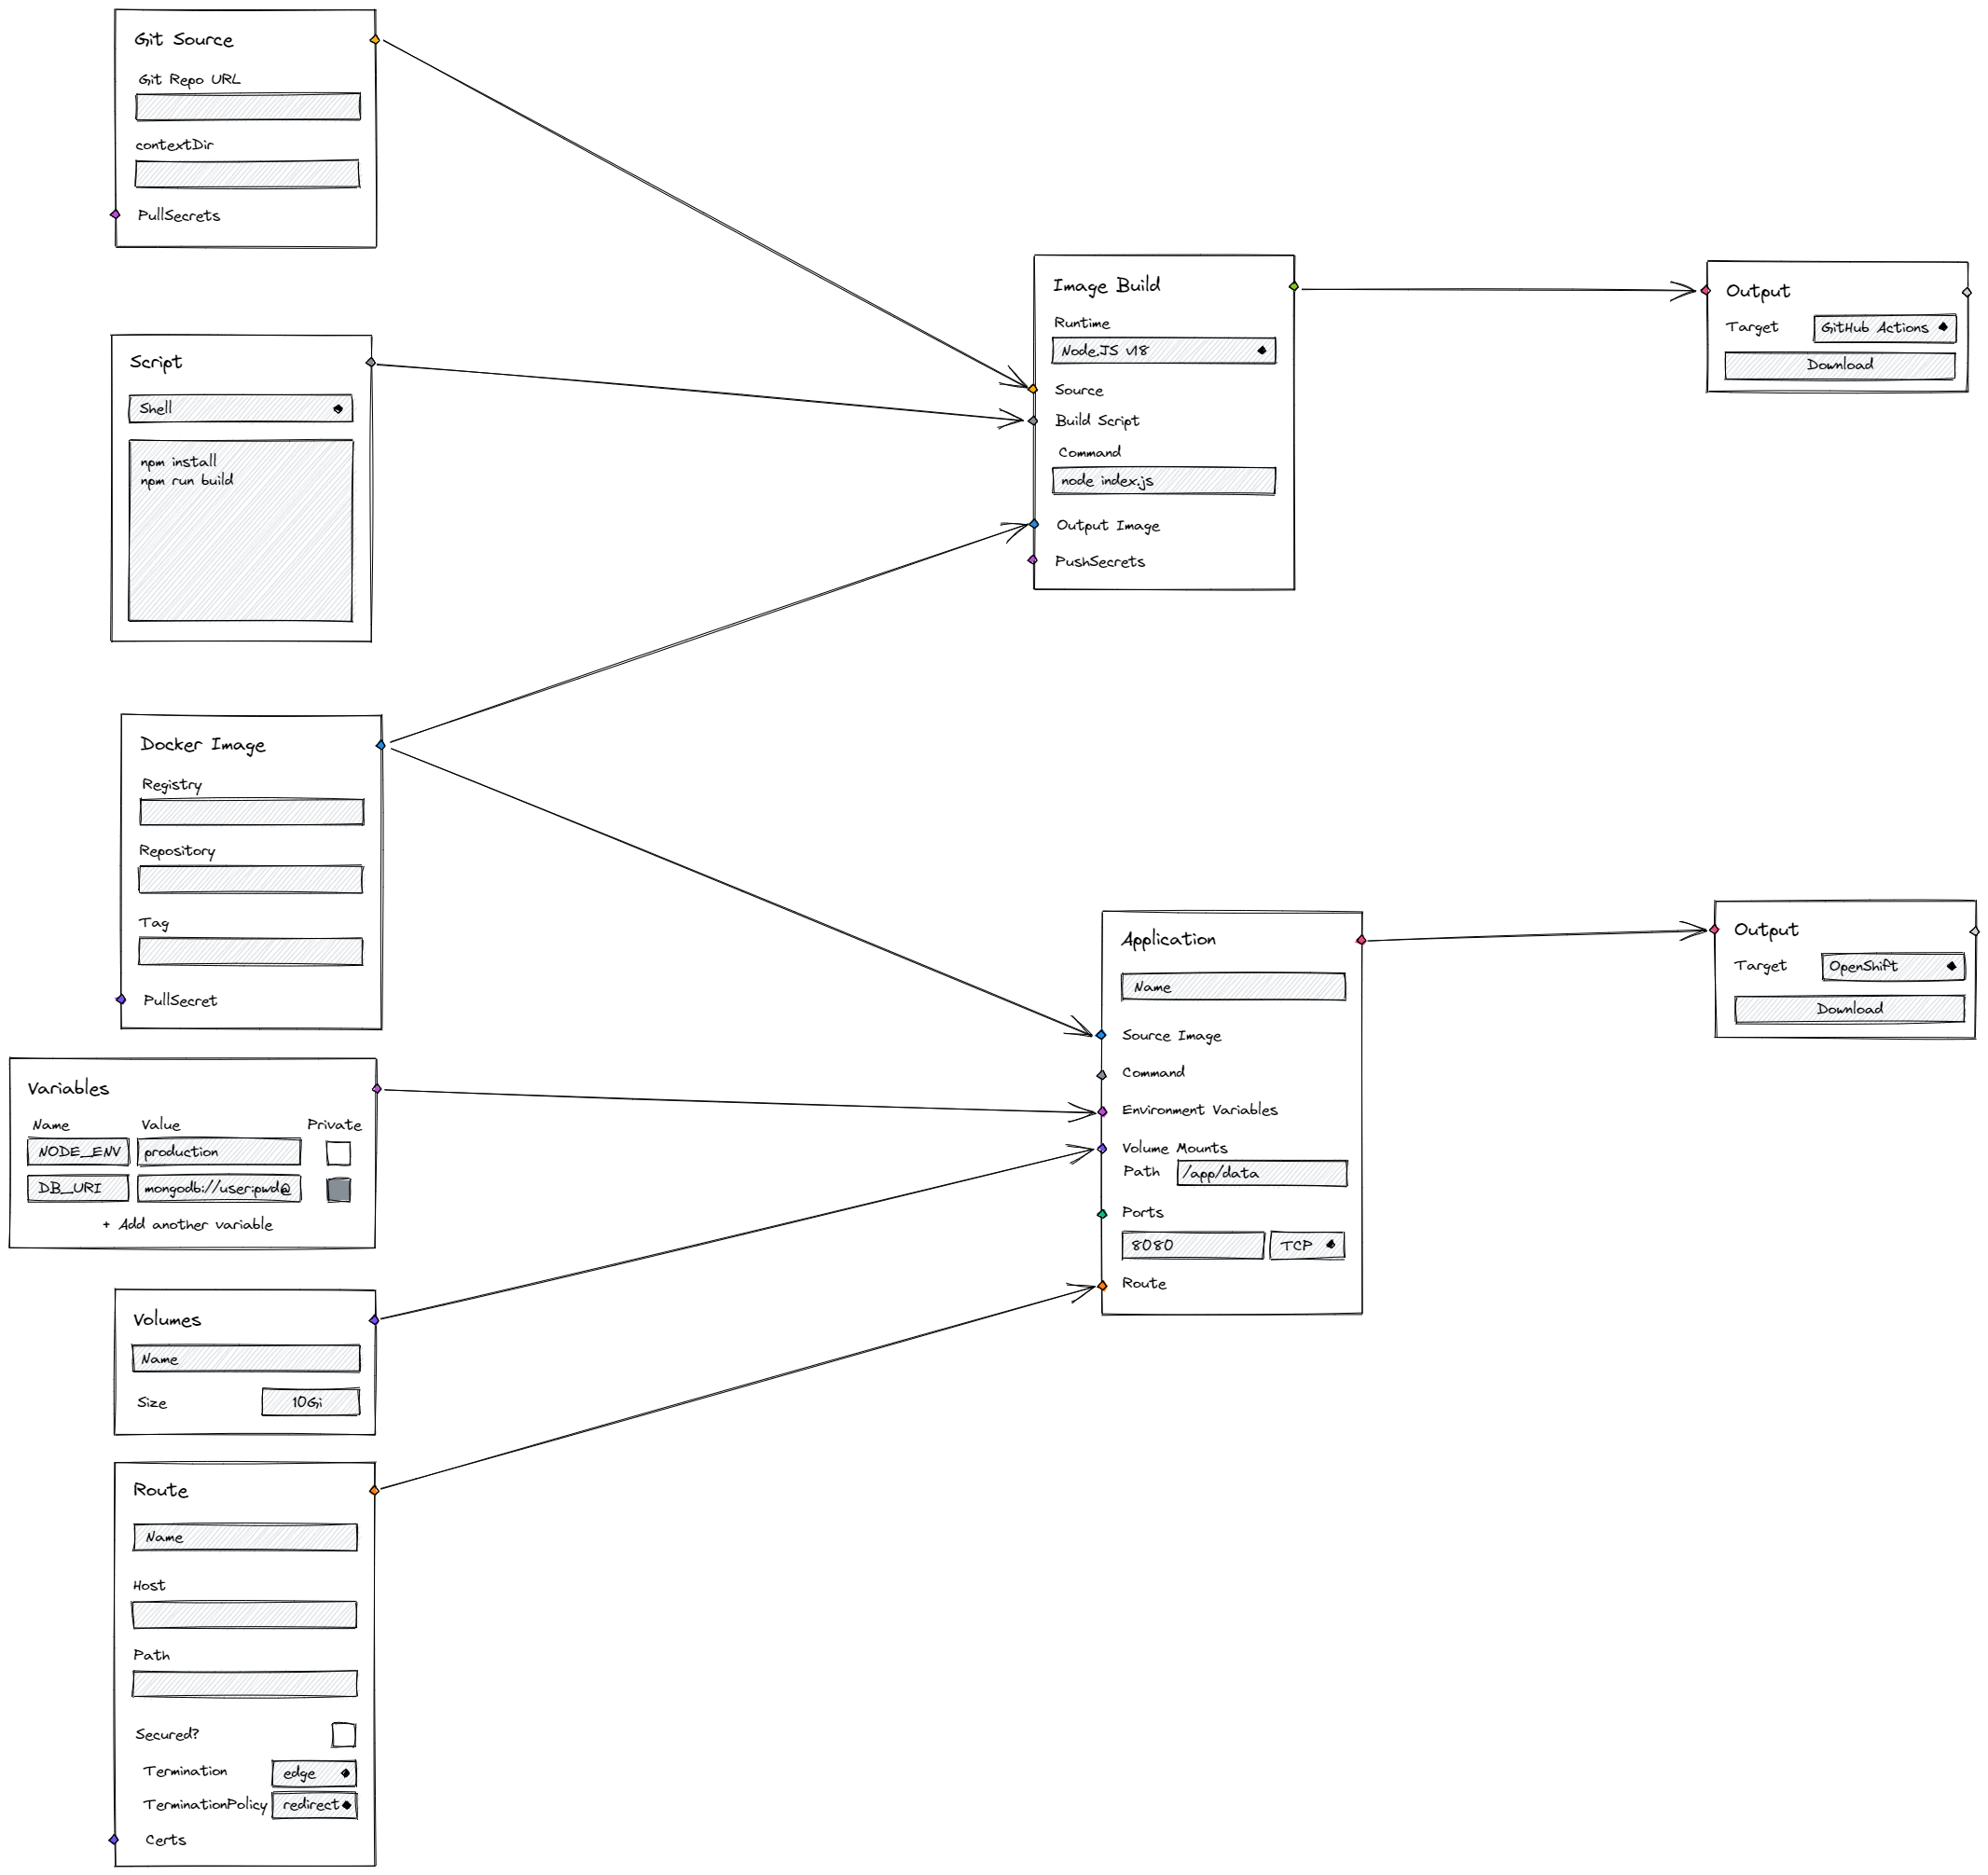 Git Source
Git Repo URL
contextDir
PullSecrets
Script
Shell
npm install
npm run build
Docker Image
Registry
Repository
Tag
PullSecret
Variables
Name Value Private
NODE_ENV production
DB_URI mongodb://user:pwd@
+ Add another variable
Volumes
Name
Size 10Gi
Route
Name
Host
Path
Secured?
Termination edge
TerminationPolicy redirect
Certs
Image Build
Runtime
Node.JS v18
Source
Build Script
Command
node index.js
Output Image
PushSecrets
Application
Name
Source Image
Command
Environment Variables
Volume Mounts
Path /app/data
Ports
8080 TCP
Route
Output
Target GitHub Actions
Download
Output
Target OpenShift
Download